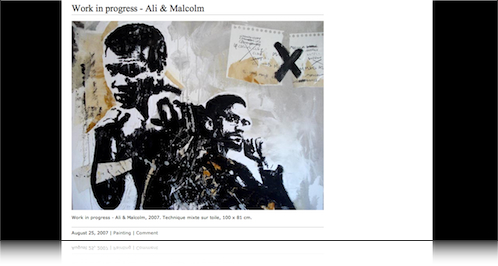 Work in progress - Ali & Malcolm
X
Work in progress - Ali & Malcolm, 2007. Technique mixte sur toile, 100 x 81 cm.
August 25, 2007 | Painting | Comment